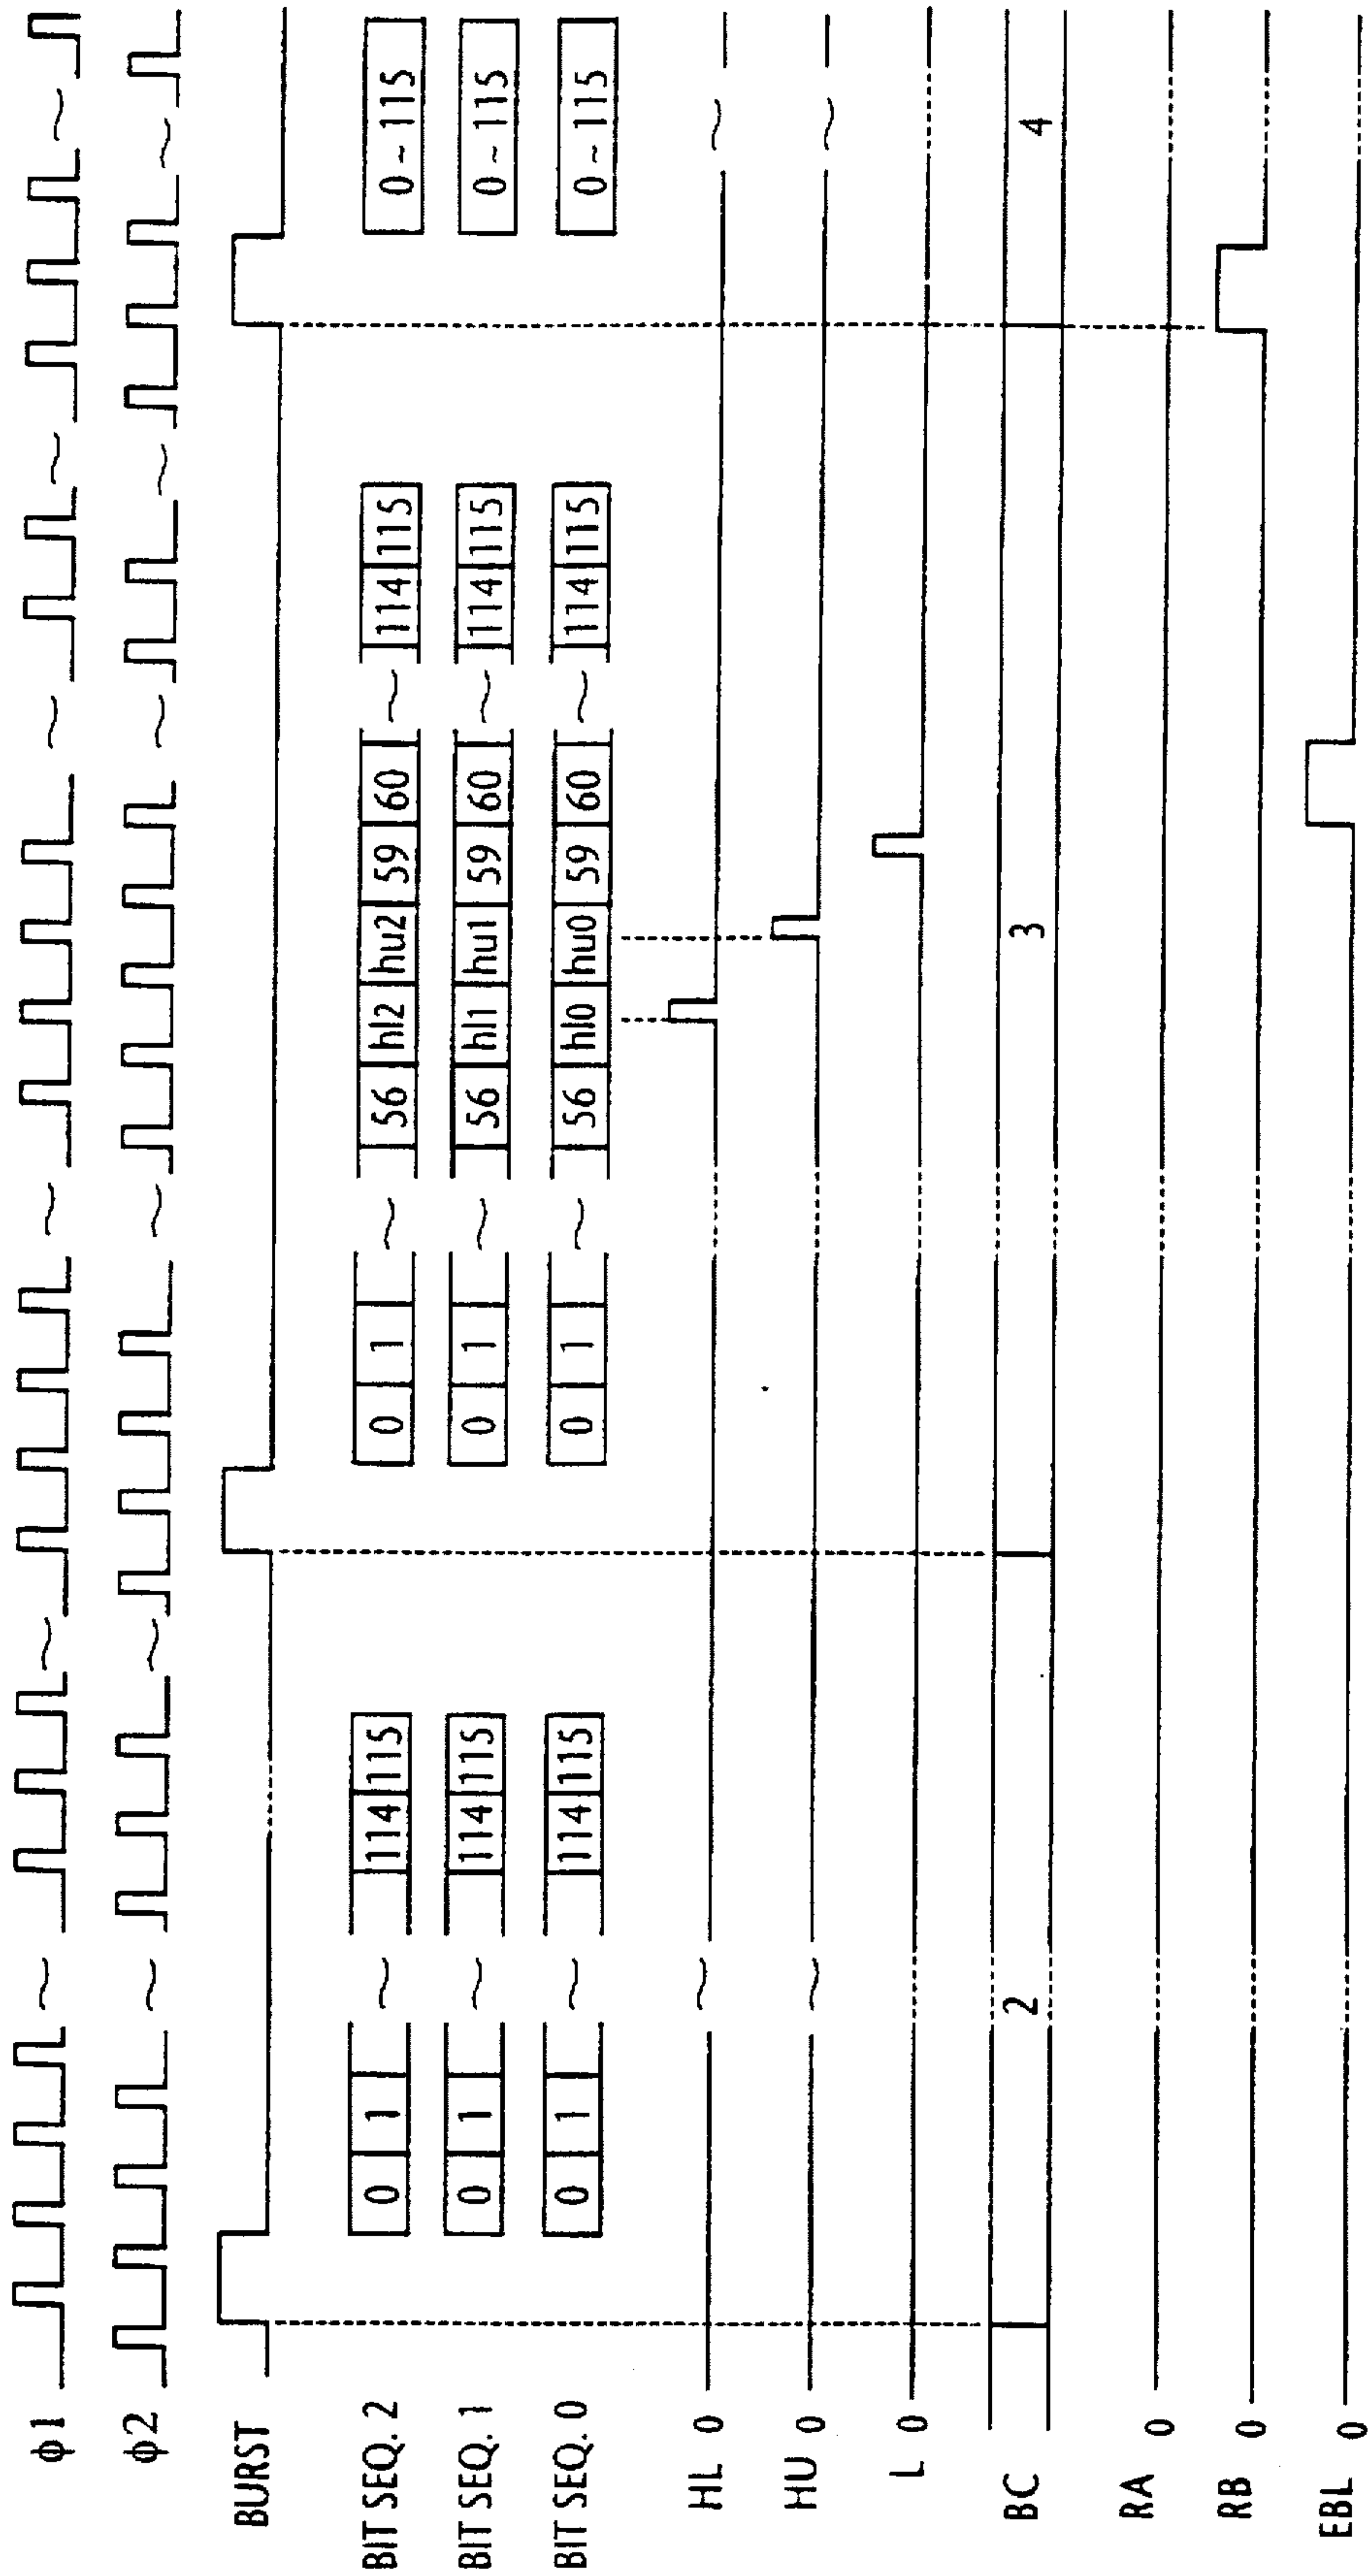 φ1
φ2
BURST
BIT SEQ. 2 0 1 ~ 114 115 0 1 ~ 56 hl2 hu2 59 60 ~ 114 115 0 ~ 115
BIT SEQ. 1 0 1 ~ 114 115 0 1 ~ 56 hl1 hu1 59 60 ~ 114 115 0 ~ 115
BIT SEQ. 0 0 1 ~ 114 115 0 1 ~ 56 hl0 hu0 59 60 ~ 114 115 0 ~ 115
HL 0
HU 0
L 0
BC 2 3 4
RA 0
RB 0
EBL 0